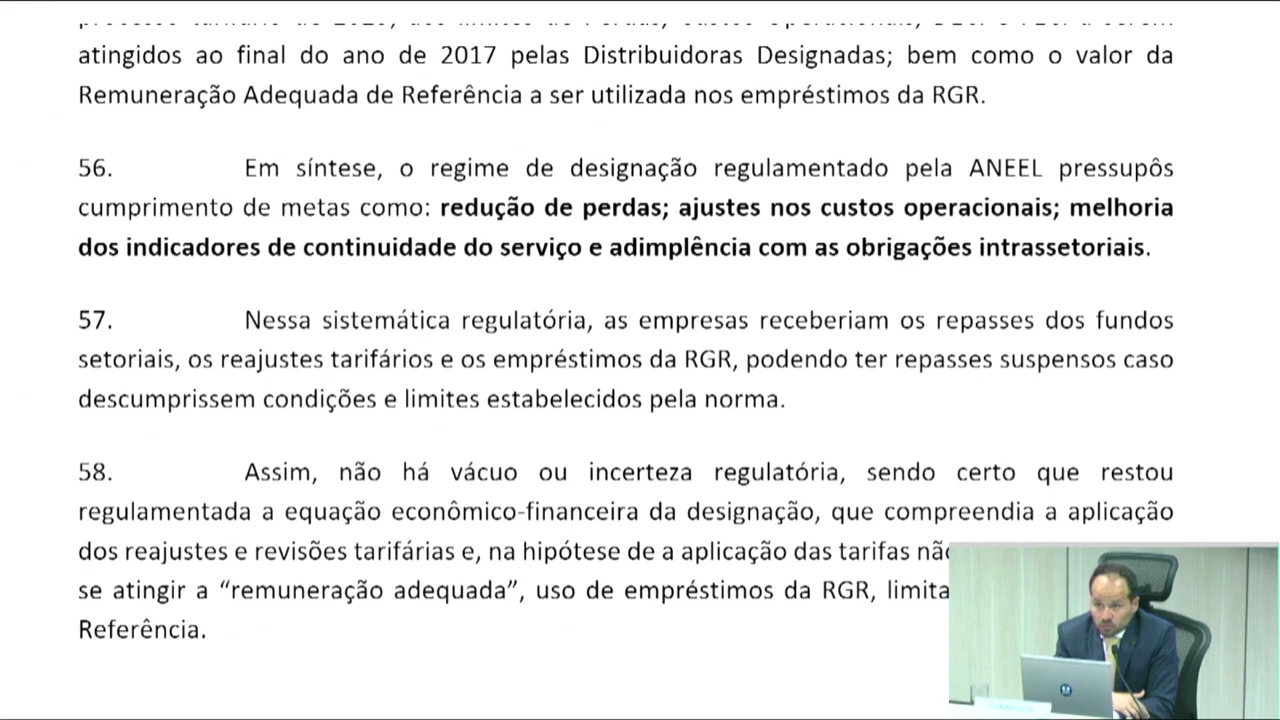 atingidos ao final do ano de 2017 pelas Distribuidoras Designadas; bem como o valor da
Remuneração Adequada de Referência a ser utilizada nos empréstimos da RGR.
56. Em síntese, o regime de designação regulamentado pela ANEEL pressupôs
cumprimento de metas como: redução de perdas; ajustes nos custos operacionais; melhoria
dos indicadores de continuidade do serviço e adimplência com as obrigações intrassetoriais.
57. Nessa sistemática regulatória, as empresas receberiam os repasses dos fundos
setoriais, os reajustes tarifários e os empréstimos da RGR, podendo ter repasses suspensos caso
descumprissem condições e limites estabelecidos pela norma.
58. Assim, não há vácuo ou incerteza regulatória, sendo certo que restou
regulamentada a equação econômico-financeira da designação, que compreendia a aplicação
dos reajustes e revisões tarifárias e, na hipótese de a aplicação das tarifas
se atingir a “remuneração adequada”, uso de empréstimos da RGR,
Referência.